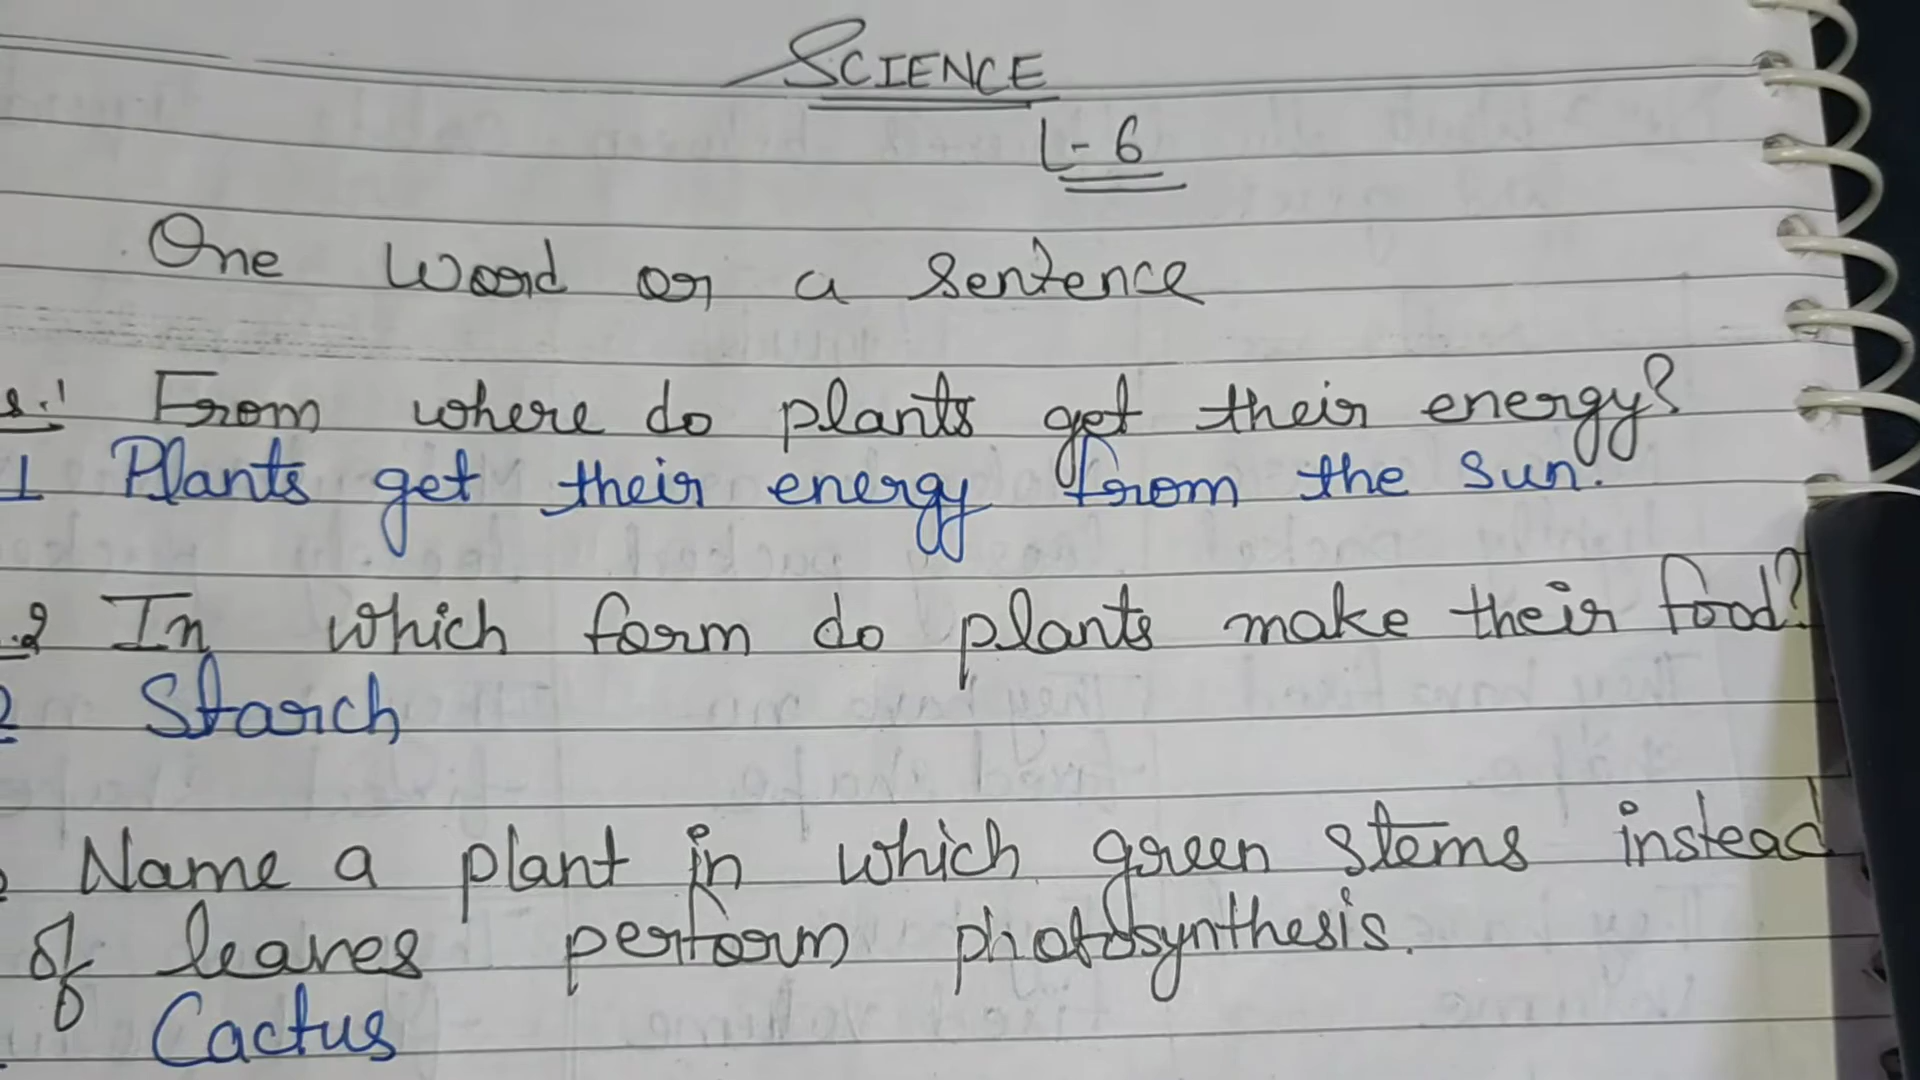 SCIENCE
L-6
One word or a sentence
s.1 From where do plants get their energy?
1 Plants get their energy from the sun.
.2 In which form do plants make their food?
2 Starch
Name a plant in which green stems instead
of leaves perform photosynthesis.
Cactus